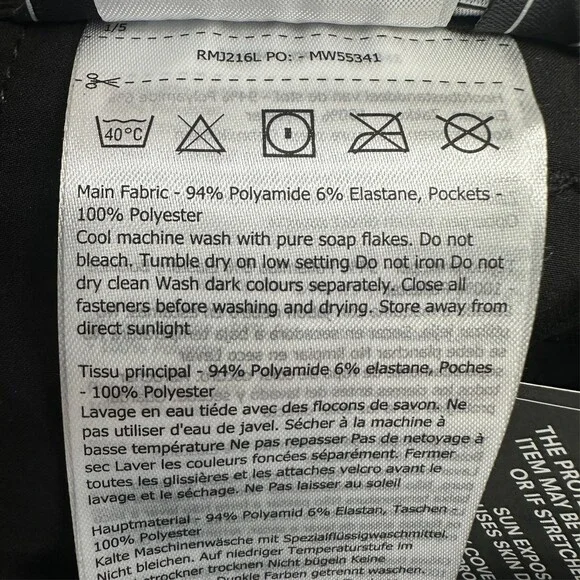 1/5
RMJ216L PO: - MW55341
40°C
Main Fabric - 94% Polyamide 6% Elastane, Pockets -
100% Polyester
Cool machine wash with pure soap flakes. Do not
bleach. Tumble dry on low setting Do not iron Do not
dry clean Wash dark colours separately. Close all
fasteners before washing and drying. Store away from
direct sunlight
Tissu principal - 94% Polyamide 6% elastane, Poches
- 100% Polyester
Lavage en eau tiéde avec des flocons de savon. Ne
pas utiliser d'eau de javel. Sécher à la machine à
basse température Ne pas repasser Pas de netoyage à
sec Laver les couleurs foncées séparément. Fermer
toutes les glissières et les attaches velcro avant le
lavage et le séchage. Ne Pas laisser au soleil
Hauptmaterial - 94% Polyamid 6% Elastan, Taschen -
100% Polyester
Kalte Maschinenwäsche mit Spezialflüssigwaschmittel.
Nicht bleichen. Auf niedriger Temperaturstufe im
trockner trocknen Nicht bügeln Keine
Dunkle Farben getrennt waschen.
THE PRO
ITEM MAY BE
OR IF STRETCHE
SUN EXPOS
USES SKIN
COV